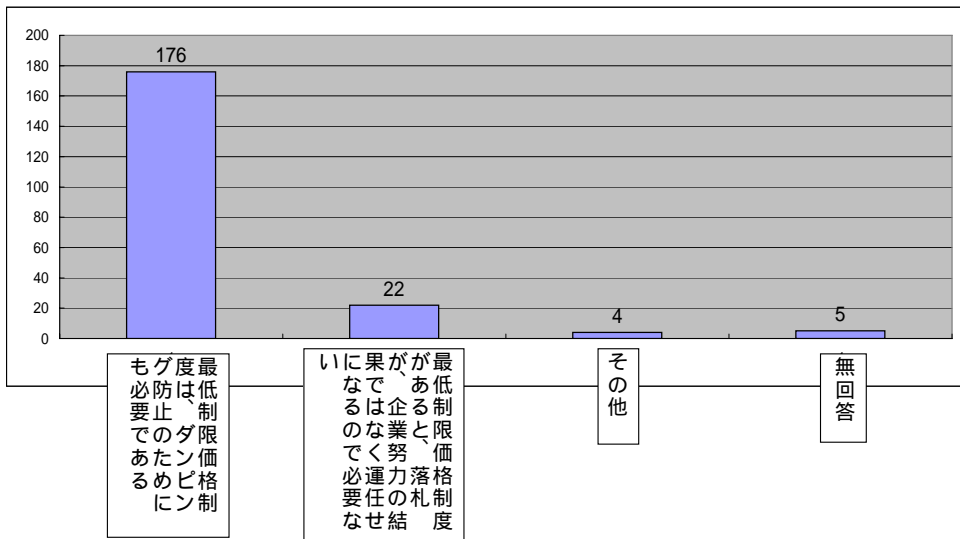 200
180
160
140
120
100
80
60
40
20
0
176
22
4
5
最低制限価格制
度は、ダンピン
グ防止のために
も必要である
最低制限価格制度
があると、落札
が、企業努力の結
果ではなく運任せ
になるので必要な
い
その他
無回答